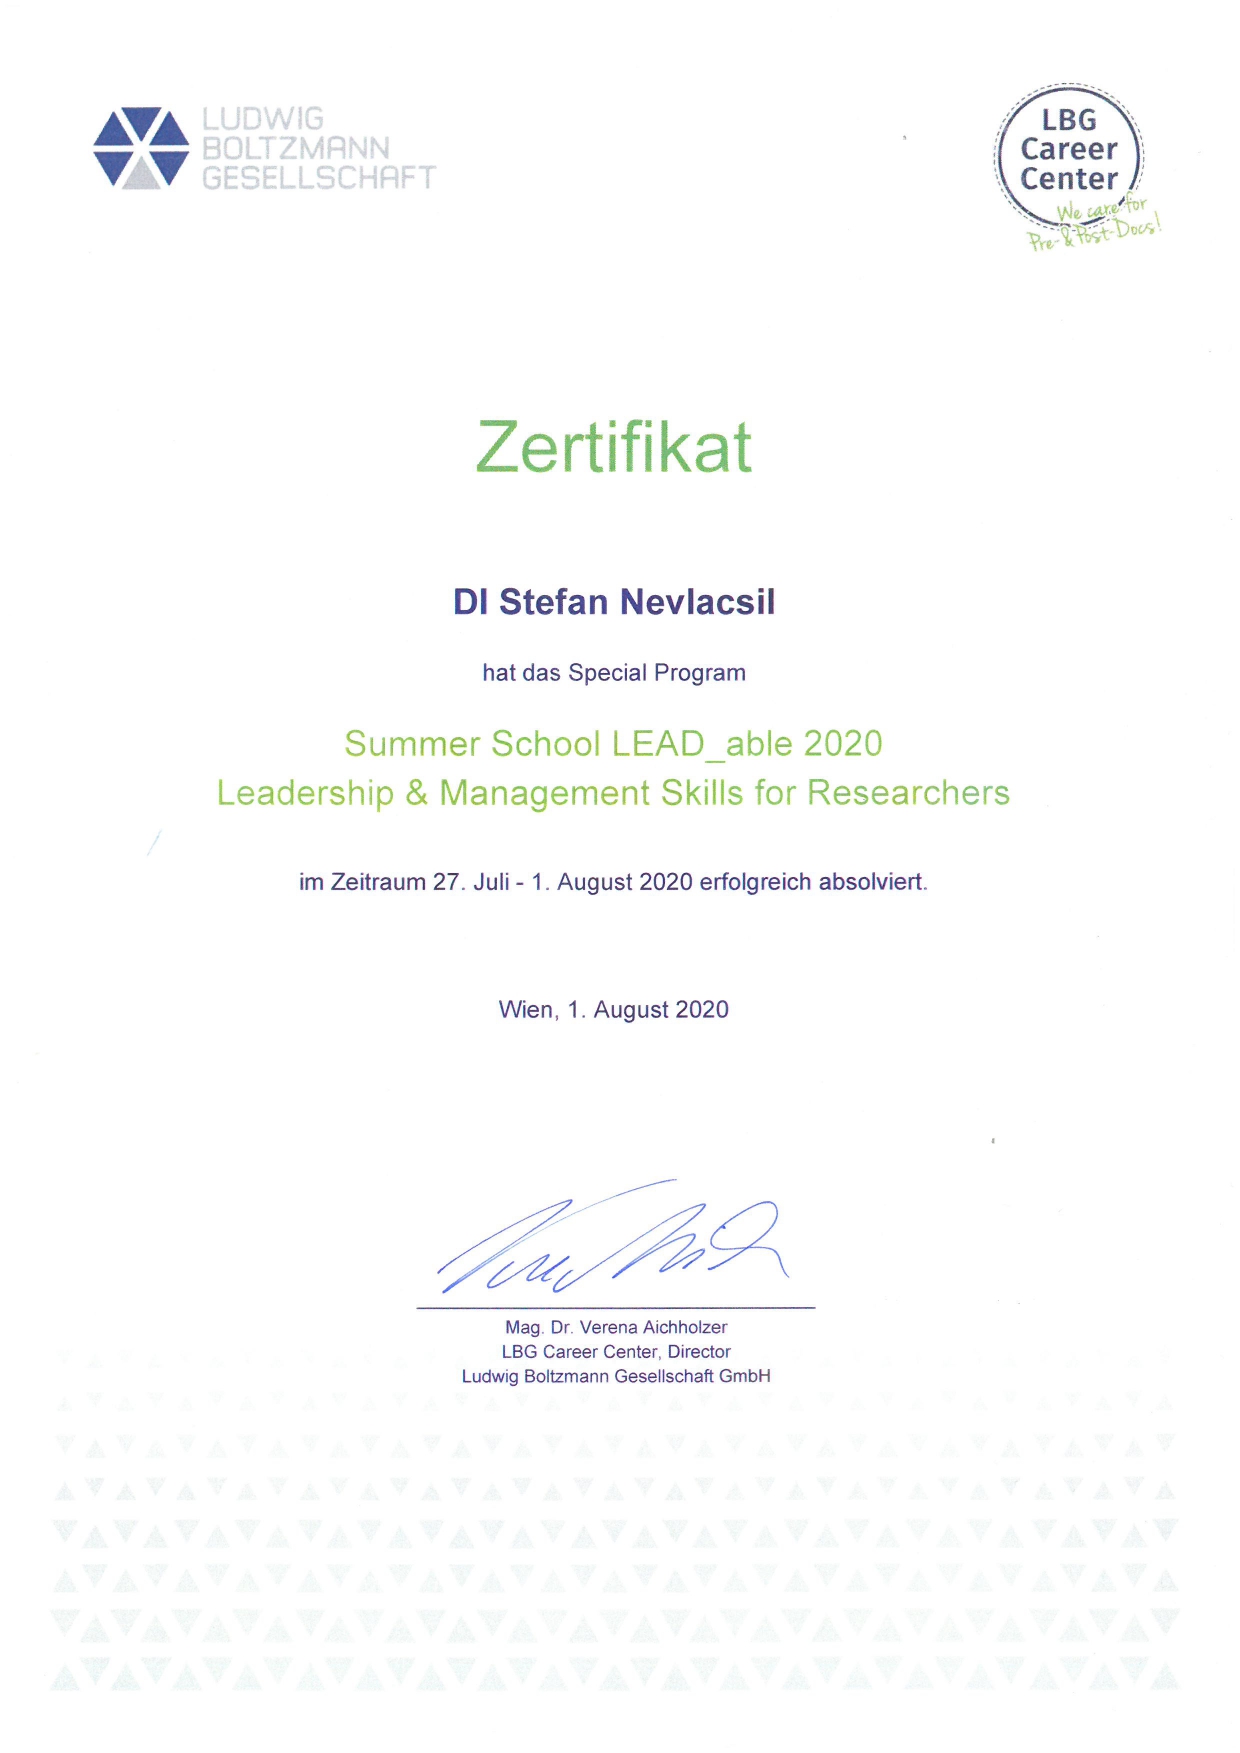 LUDWIG
BOLTZMANN
GESELLSCHAFT
LBG
Career
Center
We care for
Pre- & Post-Docs!
Zertifikat
DI Stefan Nevlacsil
hat das Special Program
Summer School LEAD_able 2020
Leadership & Management Skills for Researchers
im Zeitraum 27. Juli - 1. August 2020 erfolgreich absolviert.
Wien, 1. August 2020
Mag. Dr. Verena Aichholzer
LBG Career Center, Director
Ludwig Boltzmann Gesellschaft GmbH